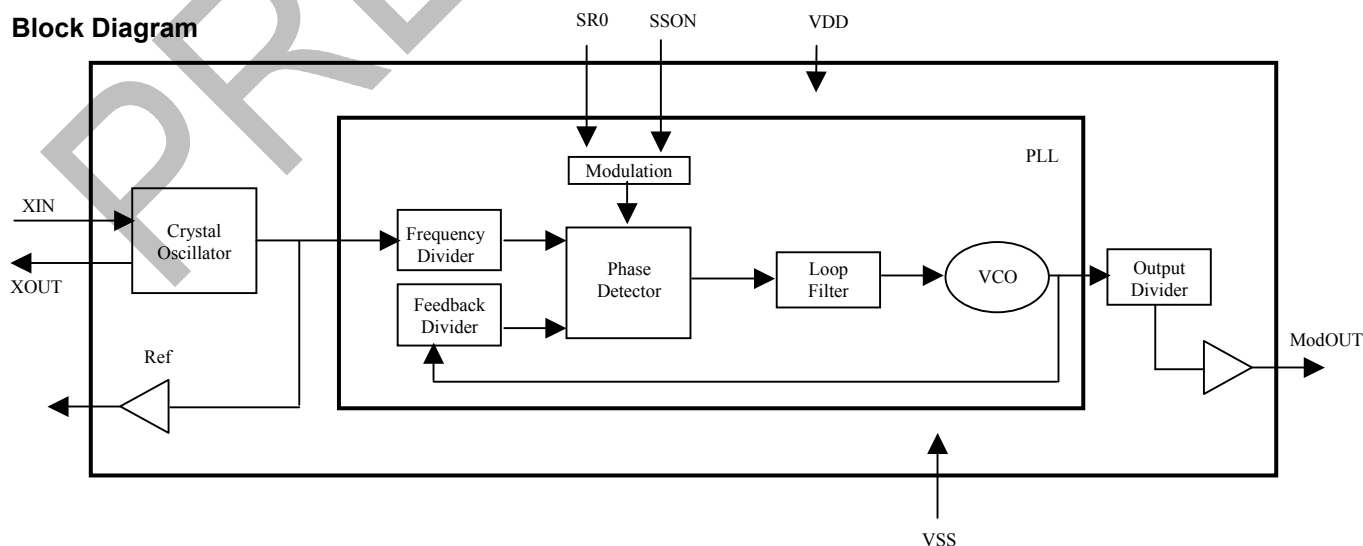 Block Diagram
SR0
SSON
VDD
PLL
Modulation
XIN
Crystal
Oscillator
XOUT
Frequency
Divider
Feedback
Divider
Phase
Detector
Loop
Filter
VCO
Output
Divider
Ref
ModOUT
VSS